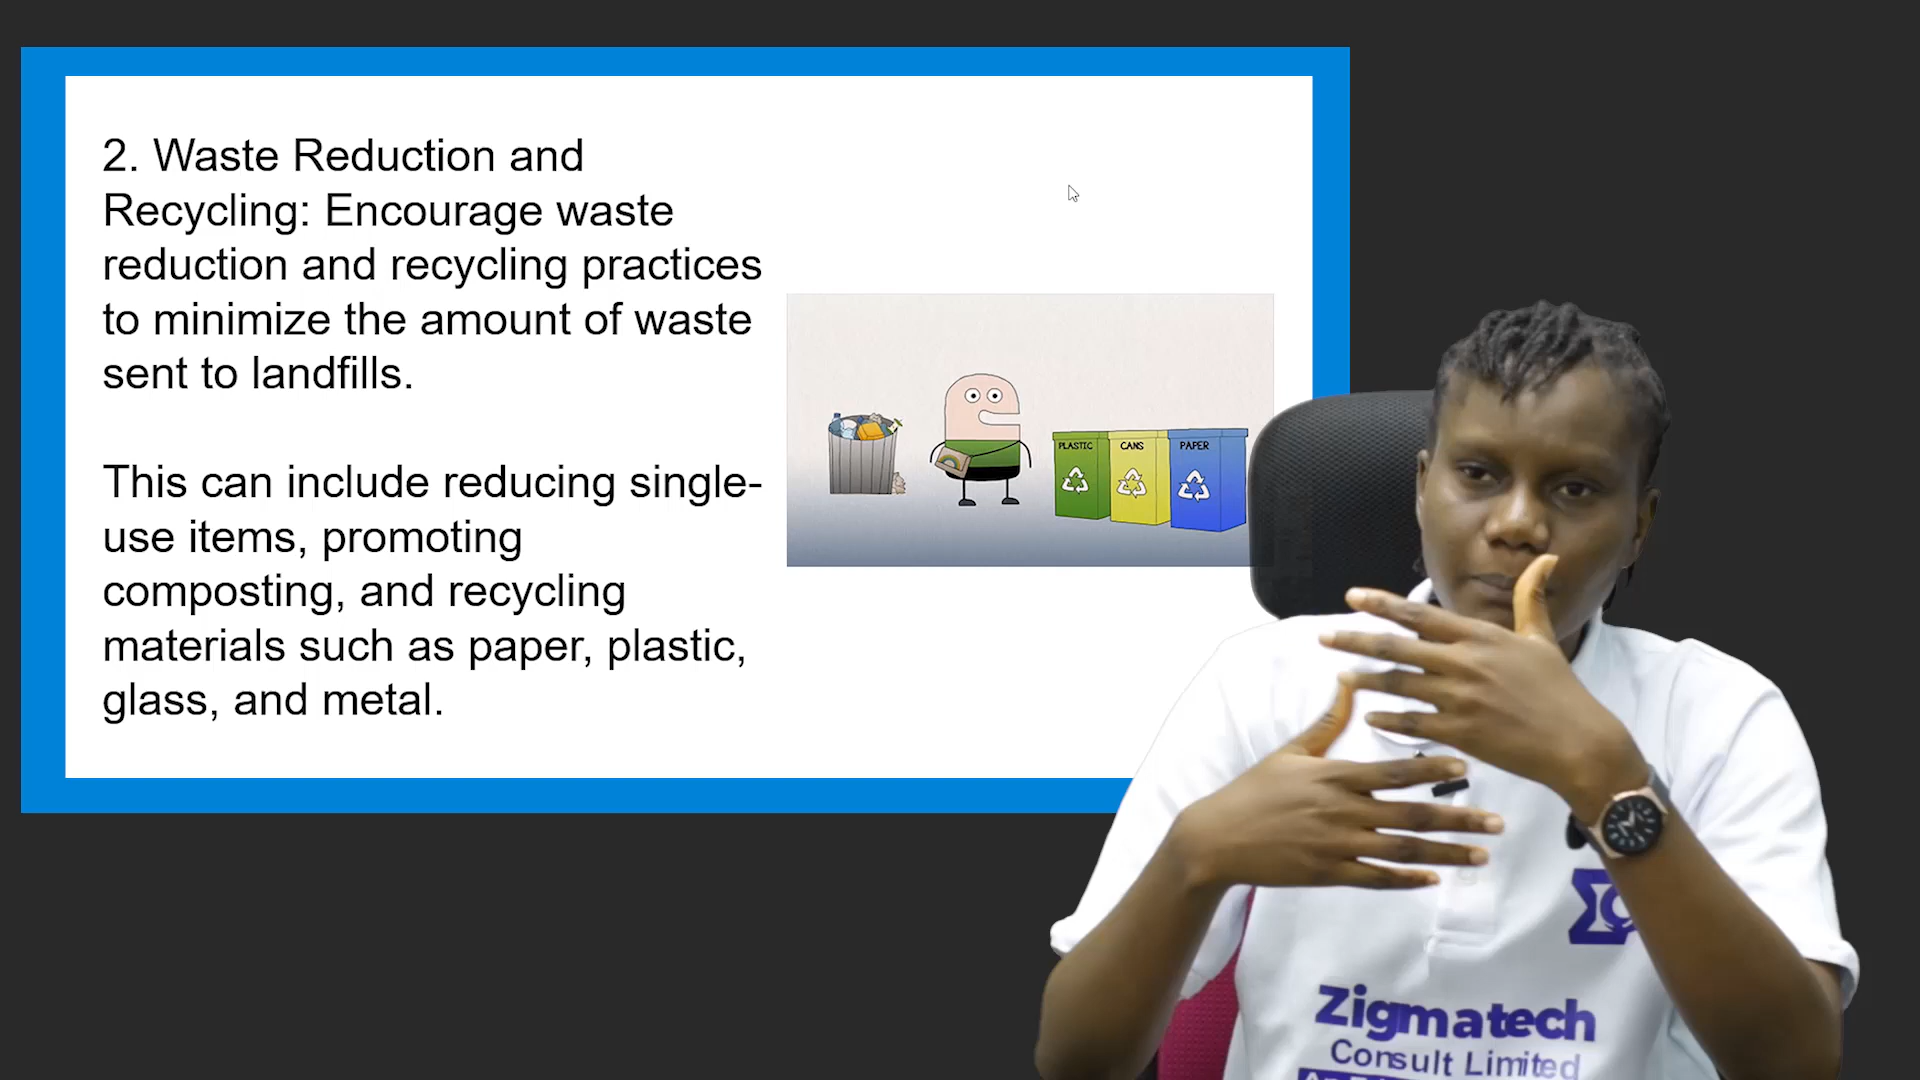 2. Waste Reduction and
Recycling: Encourage waste
reduction and recycling practices
to minimize the amount of waste
sent to landfills.
This can include reducing single-
use items, promoting
composting, and recycling
materials such as paper, plastic,
glass, and metal.
PLASTIC
CANS
PAPER
Zigmatech
Consult Limited